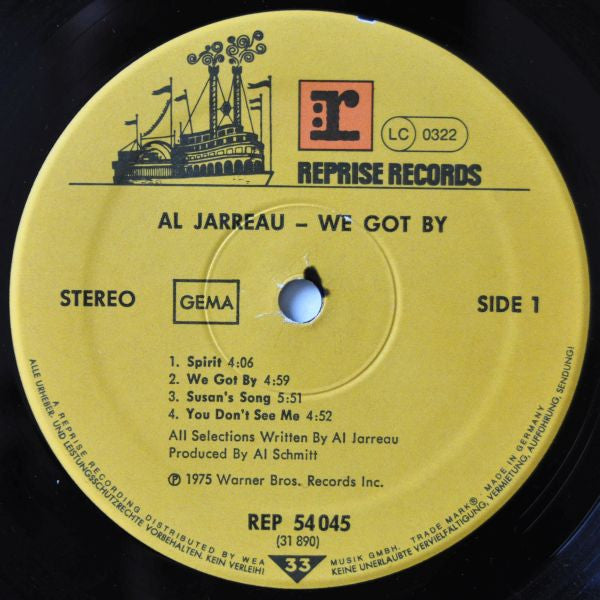 r
LC 0322
REPRISE RECORDS
AL JARREAU – WE GOT BY
STEREO
GEMA
SIDE 1
1. Spirit 4:06
2. We Got By 4:59
3. Susan's Song 5:51
4. You Don't See Me 4:52
All Selections Written By Al Jarreau
Produced By Al Schmitt
℗ 1975 Warner Bros. Records Inc.
REP 54 045
(31 890)
33
A REPRISE RECORDING DISTRIBUTED BY WEA MUSIK GMBH. TRADE MARK® MADE IN GERMANY
ALLE URHEBER- UND LEISTUNGSSCHUTZRECHTE VORBEHALTEN. KEIN VERLEIH! KEINE UNERLAUBTE VERVIELFÄLTIGUNG, VERMIETUNG, AUFFÜHRUNG, SENDUNG!